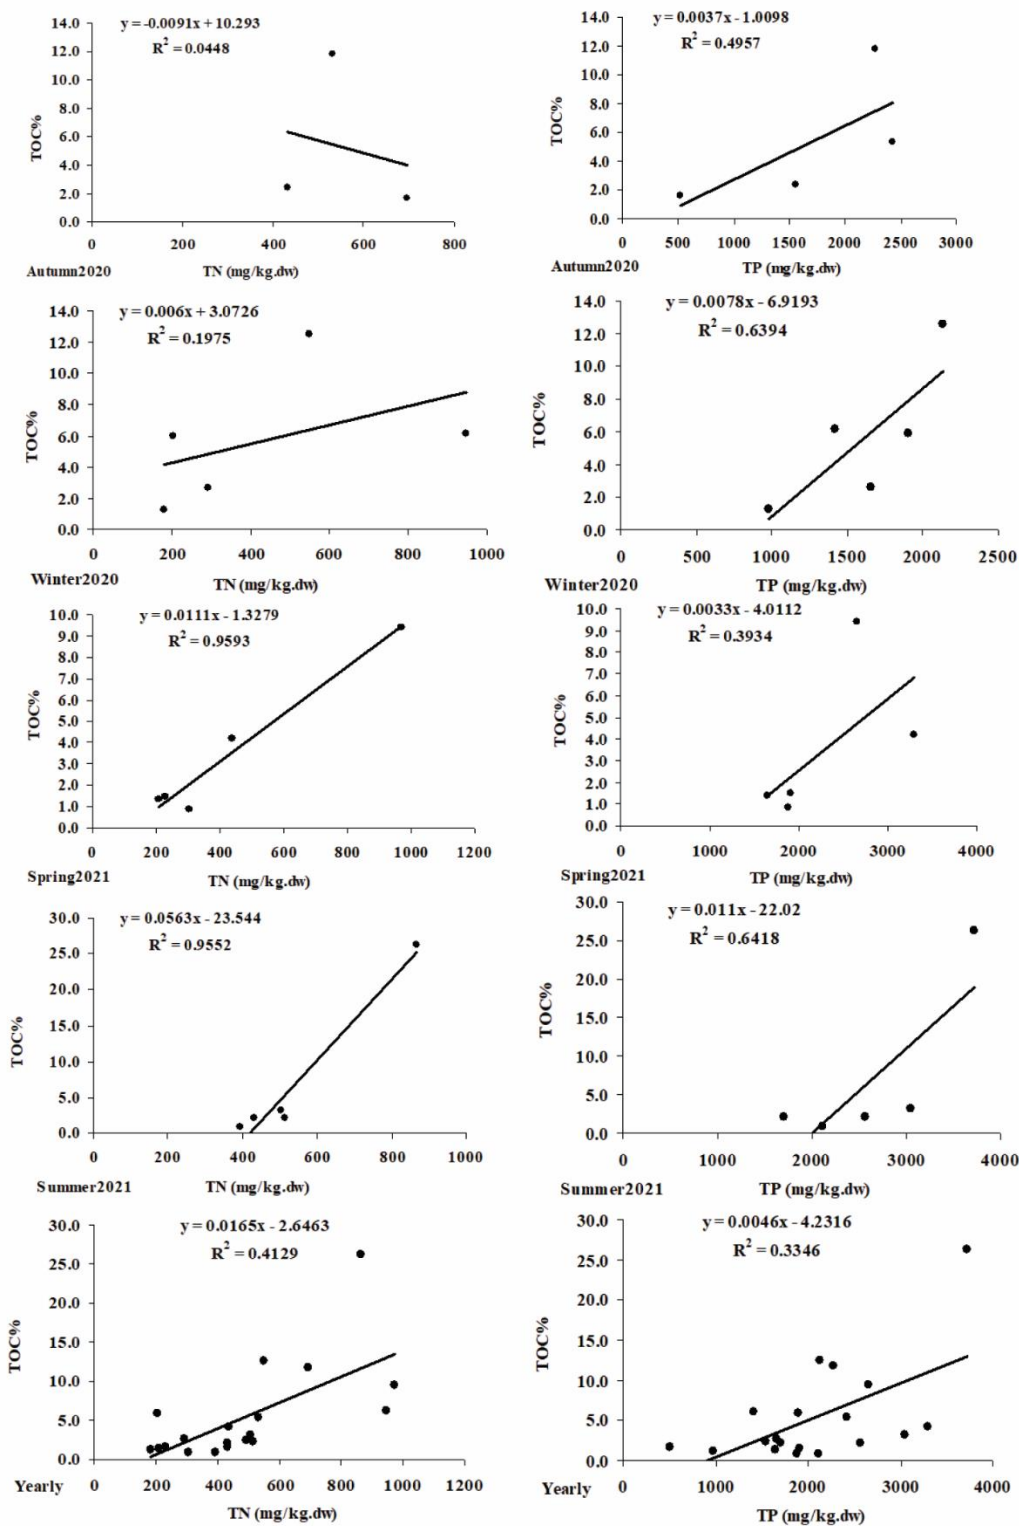 y = -0.0091x + 10.293
R² = 0.0448
14.0
12.0
10.0
8.0
6.0
4.0
2.0
0.0
TOC%
0 200 400 600 800
Autumn2020 TN (mg/kg.dw)
y = 0.0037x - 1.0098
R² = 0.4957
14.0
12.0
10.0
8.0
6.0
4.0
2.0
0.0
TOC%
0 500 1000 1500 2000 2500 3000
Autumn2020 TP (mg/kg.dw)
y = 0.006x + 3.0726
R² = 0.1975
14.0
12.0
10.0
8.0
6.0
4.0
2.0
0.0
TOC%
0 200 400 600 800 1000
Winter2020 TN (mg/kg.dw)
y = 0.0078x - 6.9193
R² = 0.6394
14.0
12.0
10.0
8.0
6.0
4.0
2.0
0.0
TOC%
0 500 1000 1500 2000 2500
Winter2020 TP (mg/kg.dw)
y = 0.0111x - 1.3279
R² = 0.9593
10.0
9.0
8.0
7.0
6.0
5.0
4.0
3.0
2.0
1.0
0.0
TOC%
0 200 400 600 800 1000 1200
Spring2021 TN (mg/kg.dw)
y = 0.0033x - 4.0112
R² = 0.3934
10.0
9.0
8.0
7.0
6.0
5.0
4.0
3.0
2.0
1.0
0.0
TOC%
0 1000 2000 3000 4000
Spring2021 TP (mg/kg.dw)
y = 0.0563x - 23.544
R² = 0.9552
30.0
25.0
20.0
15.0
10.0
5.0
0.0
TOC%
0 200 400 600 800 1000
Summer2021 TN (mg/kg.dw)
y = 0.011x - 22.02
R² = 0.6418
30.0
25.0
20.0
15.0
10.0
5.0
0.0
TOC%
0 1000 2000 3000 4000
Summer2021 TP (mg/kg.dw)
y = 0.0165x - 2.6463
R² = 0.4129
30.0
25.0
20.0
15.0
10.0
5.0
0.0
TOC%
0 200 400 600 800 1000 1200
Yearly TN (mg/kg.dw)
y = 0.0046x - 4.2316
R² = 0.3346
30.0
25.0
20.0
15.0
10.0
5.0
0.0
TOC%
0 1000 2000 3000 4000
Yearly TP (mg/kg.dw)